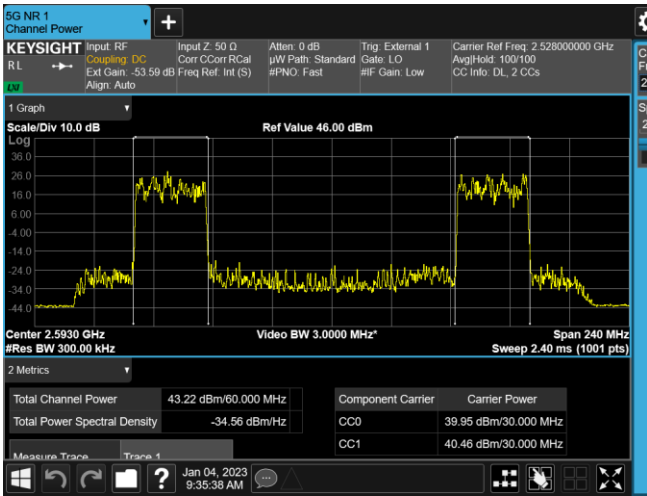 5G NR 1
Channel Power
KEYSIGHT
RL
LXI
Input: RF
Coupling: DC
Ext Gain: -53.59 dB
Align: Auto
Input Z: 50 Ω
Corr CCorr RCal
Freq Ref: Int (S)
Atten: 0 dB
µW Path: Standard
#PNO: Fast
Trig: External 1
Gate: LO
#IF Gain: Low
Carrier Ref Freq: 2.528000000 GHz
Avg|Hold: 100/100
CC Info: DL, 2 CCs
1 Graph
Scale/Div 10.0 dB
Ref Value 46.00 dBm
Log
36.0
26.0
16.0
6.00
-4.00
-14.0
-24.0
-34.0
-44.0
Center 2.5930 GHz
Video BW 3.0000 MHz*
Span 240 MHz
#Res BW 300.00 kHz
Sweep 2.40 ms (1001 pts)
2 Metrics
Total Channel Power 43.22 dBm/60.000 MHz
Total Power Spectral Density -34.56 dBm/Hz
Measure Trace Trace 1
Component Carrier Carrier Power
CC0 39.95 dBm/30.000 MHz
CC1 40.46 dBm/30.000 MHz
?
Jan 04, 2023
9:35:38 AM